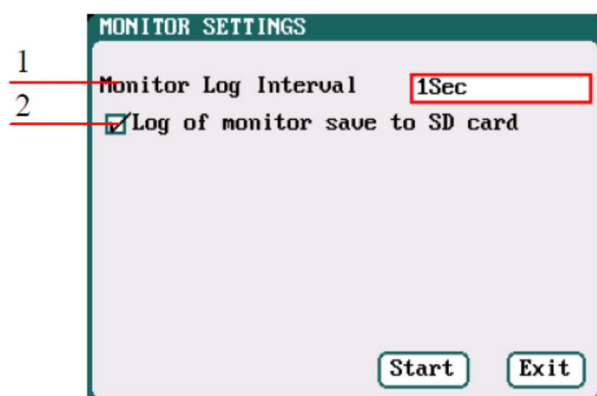 MONITOR SETTINGS
1
Monitor Log Interval 1Sec
2
Log of monitor save to SD card
Start Exit